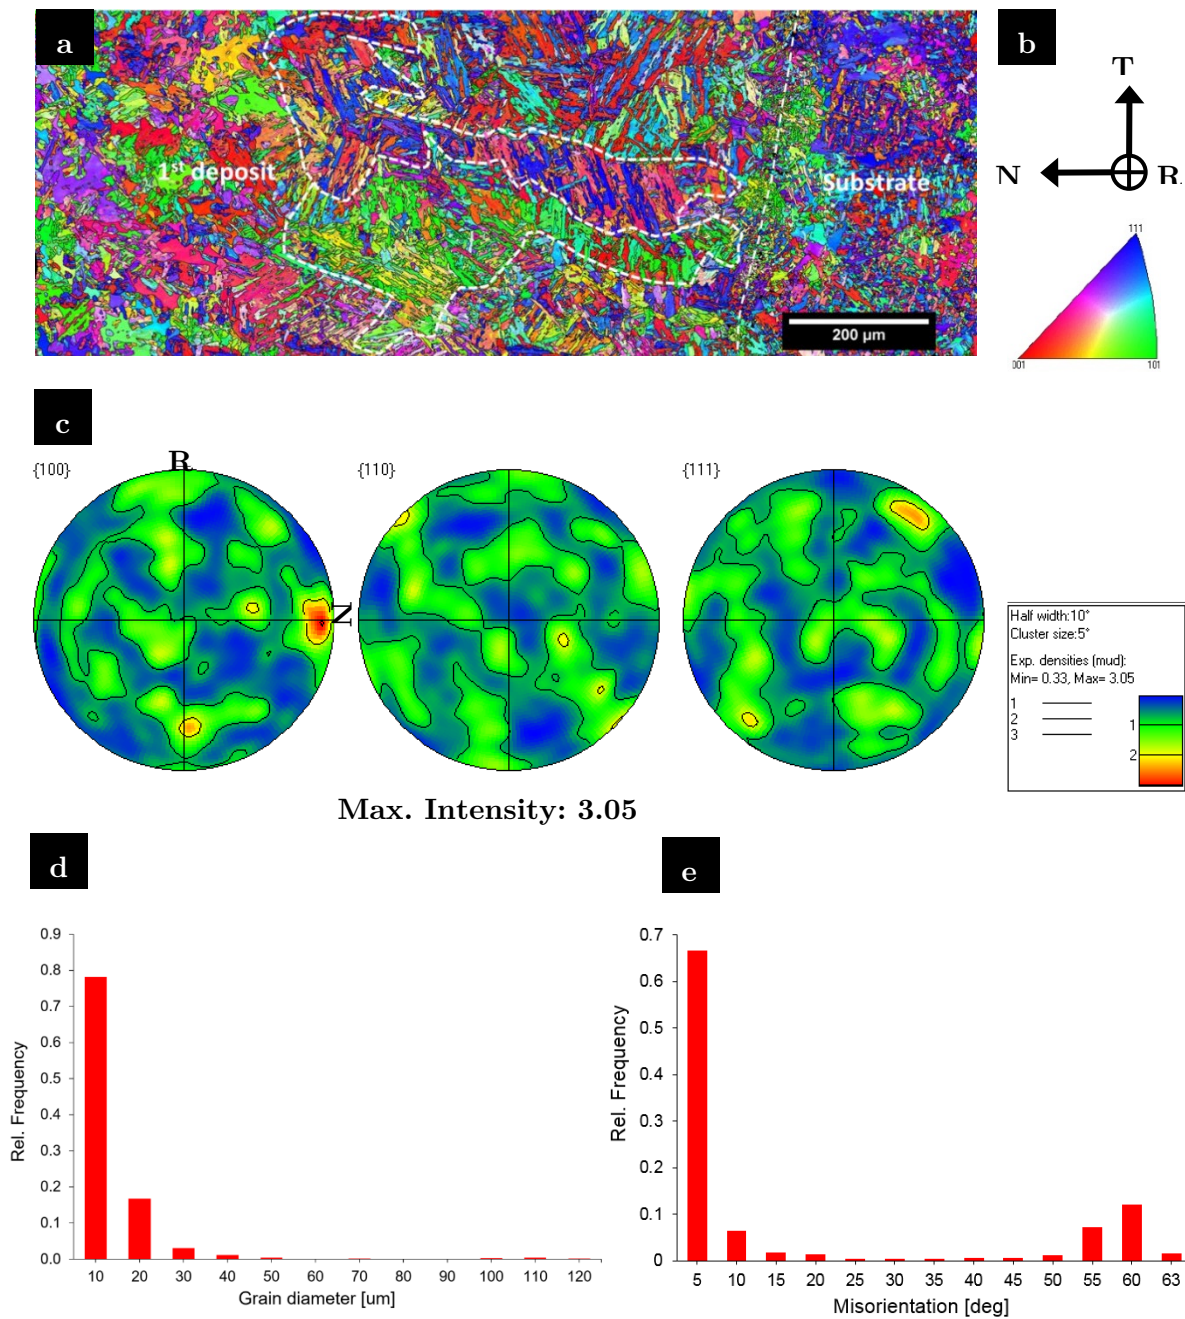 a
1st deposit
Substrate
200 µm
b
T
N
R
111
001
101
c
R
N
{100}
{110}
{111}
Half width:10°
Cluster size:5°
Exp. densities (mud):
Min= 0.33, Max= 3.05
1
2
3
1
2
Max. Intensity: 3.05
d
0.9
0.8
0.7
0.6
0.5
0.4
0.3
0.2
0.1
0.0
Rel. Frequency
10 20 30 40 50 60 70 80 90 100 110 120
Grain diameter [um]
e
0.7
0.6
0.5
0.4
0.3
0.2
0.1
0
Rel. Frequency
5 10 15 20 25 30 35 40 45 50 55 60 63
Misorientation [deg]